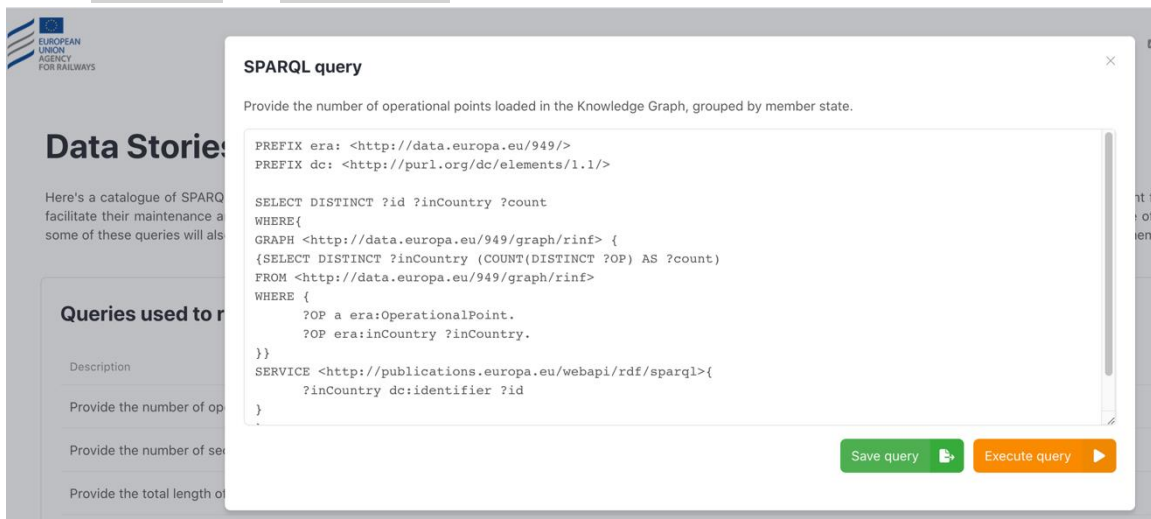 EUROPEAN
UNION
AGENCY
FOR RAILWAYS
SPARQL query
Provide the number of operational points loaded in the Knowledge Graph, grouped by member state.
Data Stories
Here's a catalogue of SPARQ
facilitate their maintenance a
some of these queries will als
PREFIX era: <http://data.europa.eu/949/>
PREFIX dc: <http://purl.org/dc/elements/1.1/>
SELECT DISTINCT ?id ?inCountry ?count
WHERE{
GRAPH <http://data.europa.eu/949/graph/rinf> {
{SELECT DISTINCT ?inCountry (COUNT(DISTINCT ?OP) AS ?count)
FROM <http://data.europa.eu/949/graph/rinf>
WHERE {
?OP a era:OperationalPoint.
?OP era:inCountry ?inCountry.
}}
SERVICE <http://publications.europa.eu/webapi/rdf/sparql>{
?inCountry dc:identifier ?id
}
Queries used to r
Description
Provide the number of op
Provide the number of se
Provide the total length of
Save query
Execute query